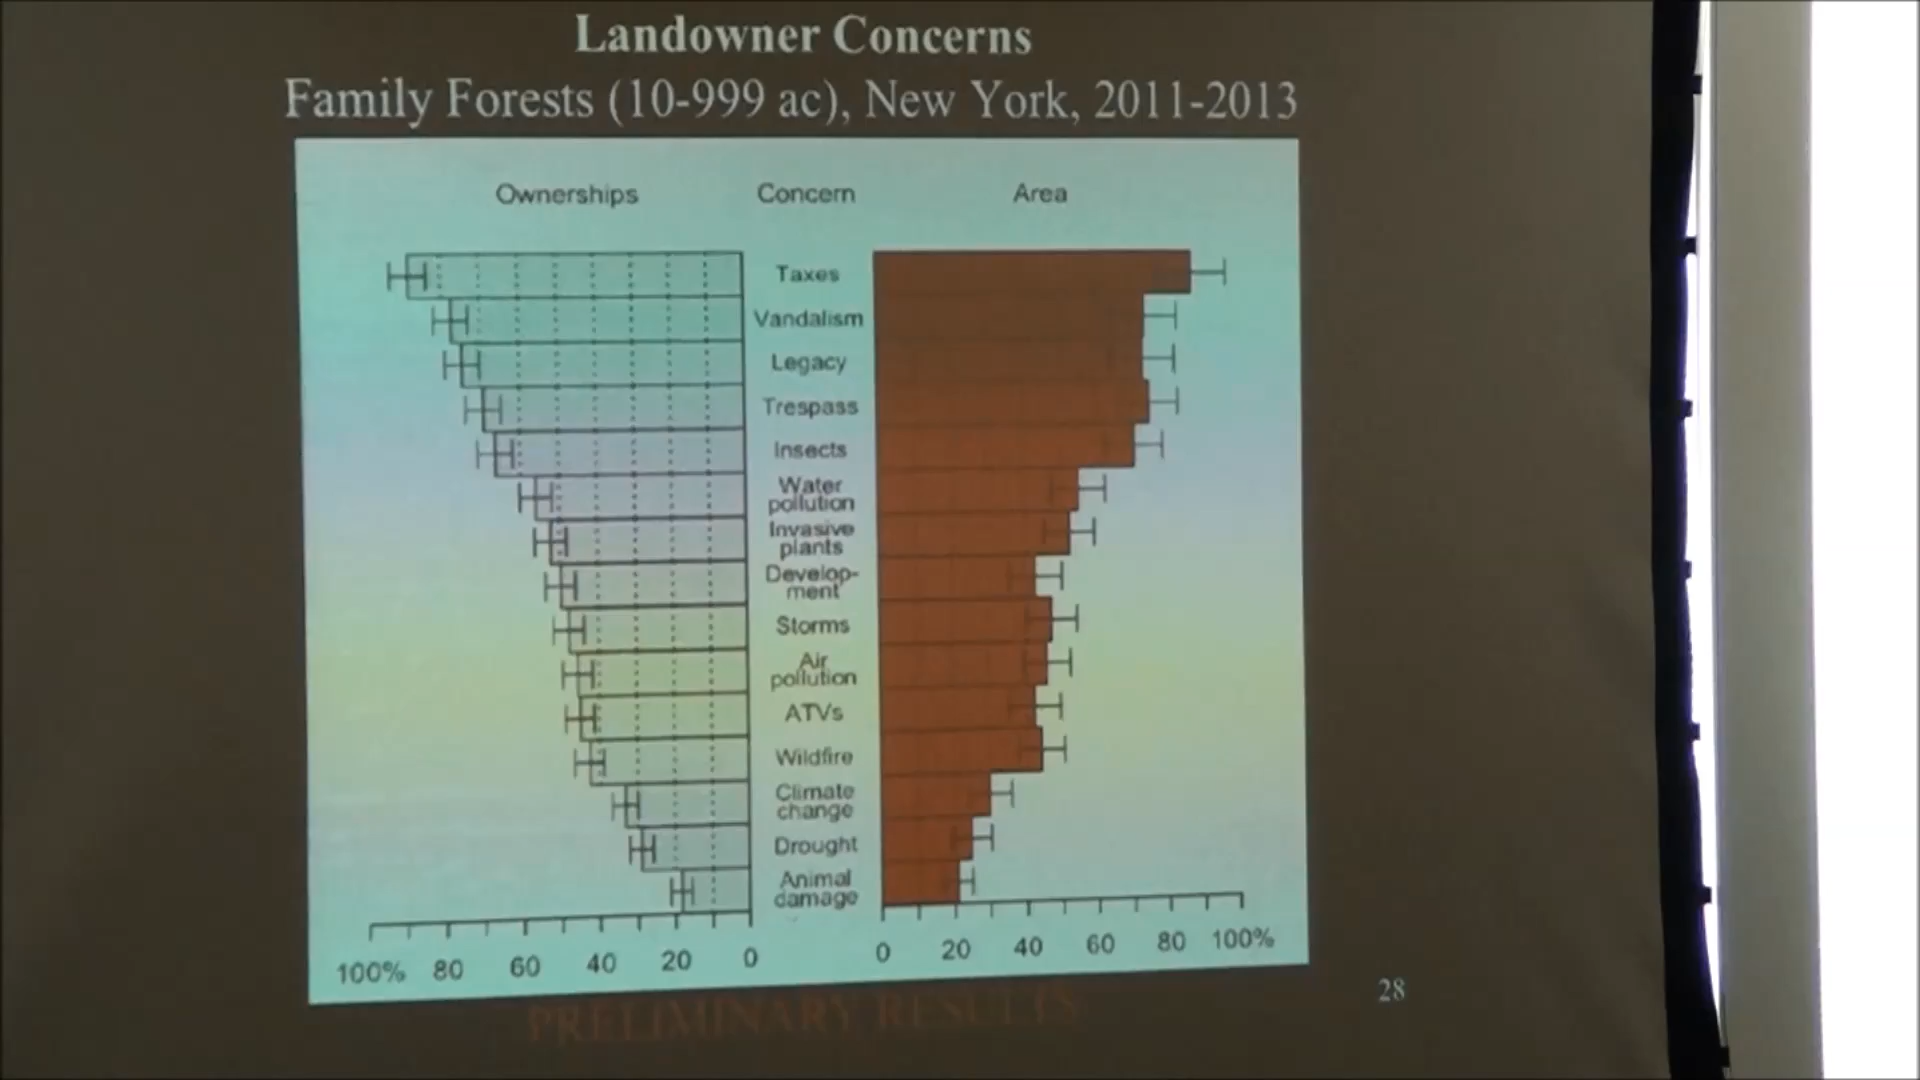 Landowner Concerns
Family Forests (10-999 ac), New York, 2011-2013
Ownerships Concern Area
Taxes
Vandalism
Legacy
Trespass
Insects
Water
pollution
Invasive
plants
Develop-
ment
Storms
Air
pollution
ATVs
Wildfire
Climate
change
Drought
Animal
damage
100% 80 60 40 20 0 0 20 40 60 80 100%
28
PRELIMINARY RESULTS